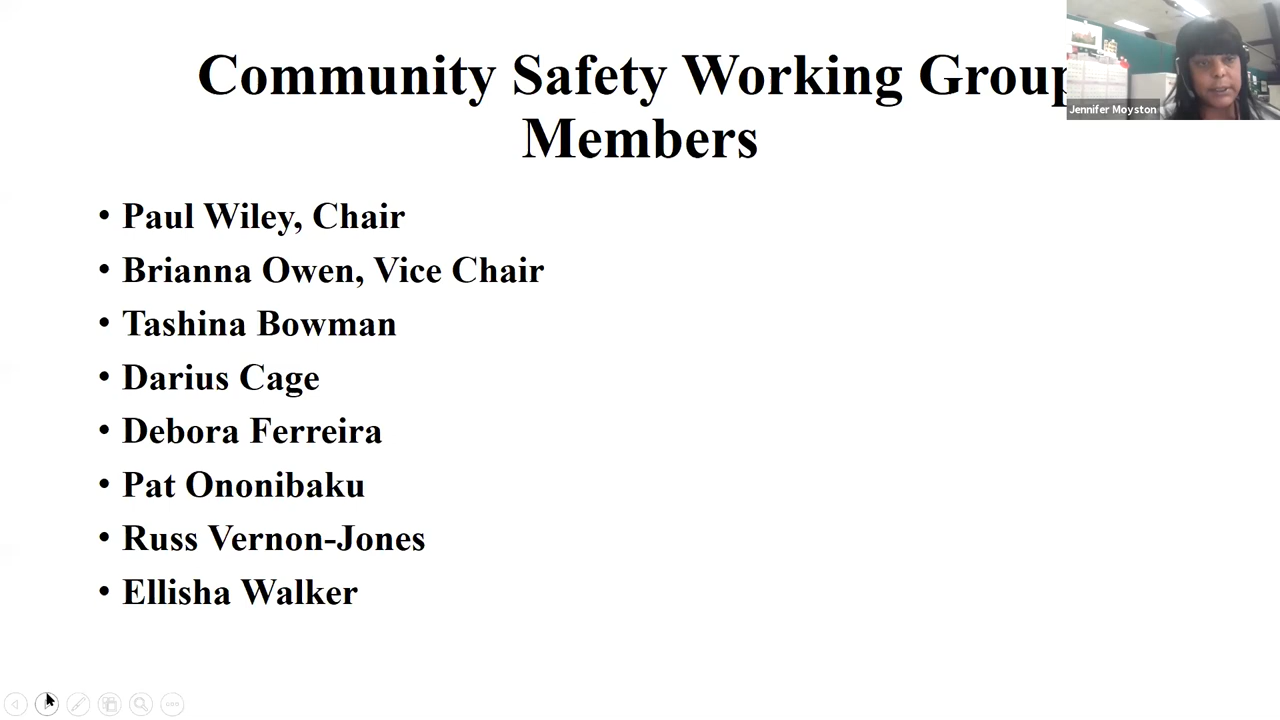 Community Safety Working Group
Members
• Paul Wiley, Chair
• Brianna Owen, Vice Chair
• Tashina Bowman
• Darius Cage
• Debora Ferreira
• Pat Ononibaku
• Russ Vernon-Jones
• Ellisha Walker
Jennifer Moyston